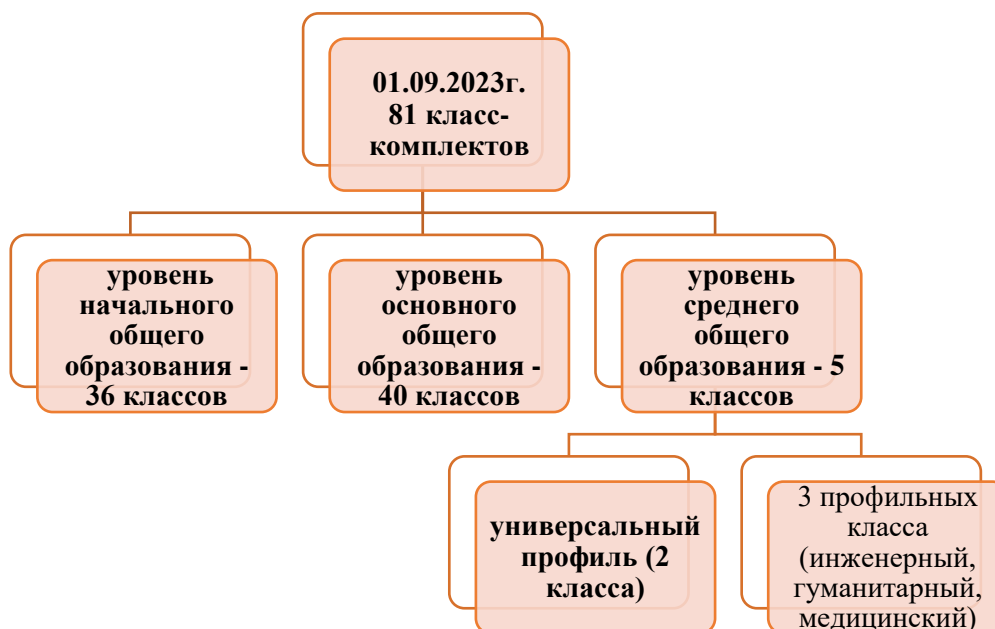 01.09.2023г.
81 класс-
комплектов
уровень
начального
общего
образования -
36 классов
уровень
основного
общего
образования -
40 классов
уровень
среднего
общего
образования - 5
классов
универсальный
профиль (2
класса)
3 профильных
класса
(инженерный,
гуманитарный,
медицинский)